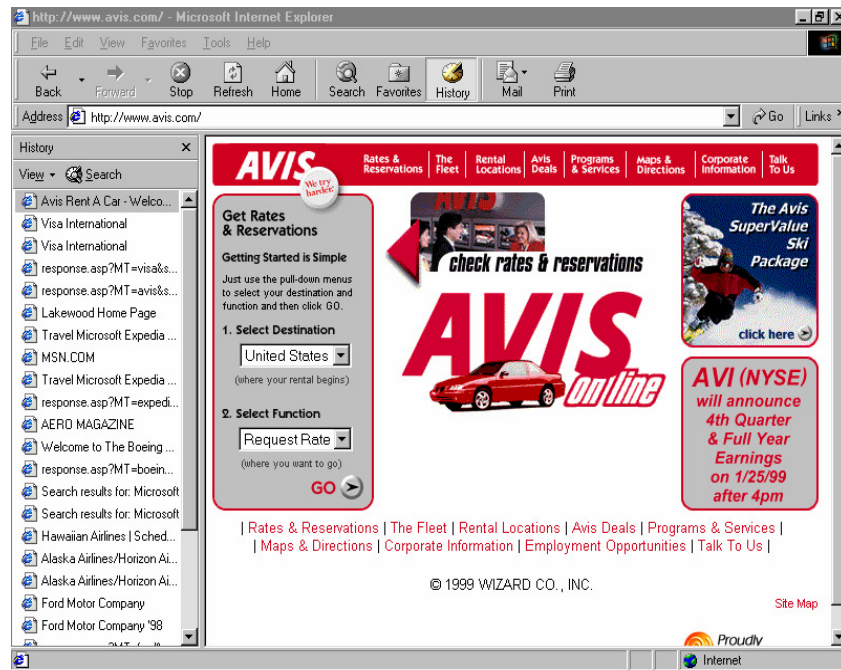 http://www.avis.com/ - Microsoft Internet Explorer
File Edit View Favorites Tools Help
Back Forward Stop Refresh Home Search Favorites History Mail Print
Address http://www.avis.com/ Go Links
History
View Search
Avis Rent A Car - Welco...
Visa International
Visa International
response.asp?MT=visa&s...
response.asp?MT=avis&s...
Lakewood Home Page
Travel Microsoft Expedia ...
MSN.COM
Travel Microsoft Expedia ...
response.asp?MT=expedi...
AERO MAGAZINE
Welcome to The Boeing ...
response.asp?MT=boein...
Search results for: Microsoft
Search results for: Microsoft
Hawaiian Airlines | Sched...
Alaska Airlines/Horizon Ai...
Alaska Airlines/Horizon Ai...
Ford Motor Company
Ford Motor Company '98
AVIS
We try
harder.
Rates &
Reservations
The
Fleet
Rental
Locations
Avis
Deals
Programs
& Services
Maps &
Directions
Corporate
Information
Talk
To Us
Get Rates
& Reservations
Getting Started is Simple
Just use the pull-down menus
to select your destination and
function and then click GO.
1. Select Destination
United States
(where your rental begins)
2. Select Function
Request Rate
(where you want to go)
GO
check rates & reservations
AVIS
online
The Avis
SuperValue
Ski
Package
click here
AVI (NYSE)
will announce
4th Quarter
& Full Year
Earnings
on 1/25/99
after 4pm
| Rates & Reservations | The Fleet | Rental Locations | Avis Deals | Programs & Services |
| Maps & Directions | Corporate Information | Employment Opportunities | Talk To Us |
© 1999 WIZARD CO., INC.
Site Map
Proudly
Internet